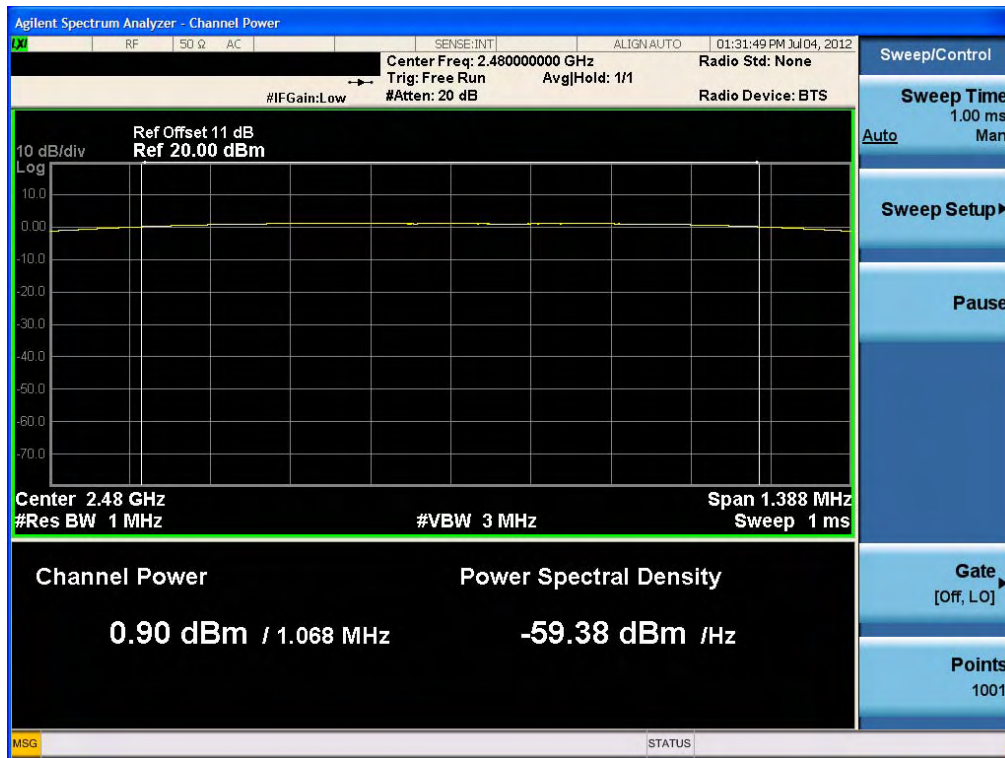 Agilent Spectrum Analyzer - Channel Power
LXI RF 50 Ω AC SENSE:INT ALIGN AUTO 01:31:49 PM Jul 04, 2012
Center Freq: 2.480000000 GHz Radio Std: None
Trig: Free Run Avg|Hold: 1/1
#IFGain:Low #Atten: 20 dB Radio Device: BTS
Ref Offset 11 dB
10 dB/div Ref 20.00 dBm
Log
10.0
0.00
-10.0
-20.0
-30.0
-40.0
-50.0
-60.0
-70.0
Center 2.48 GHz Span 1.388 MHz
#Res BW 1 MHz #VBW 3 MHz Sweep 1 ms
Channel Power Power Spectral Density
0.90 dBm / 1.068 MHz -59.38 dBm /Hz
MSG STATUS
Sweep/Control
Sweep Time
1.00 ms
Auto Man
Sweep Setup
Pause
Gate
[Off, LO]
Points
1001